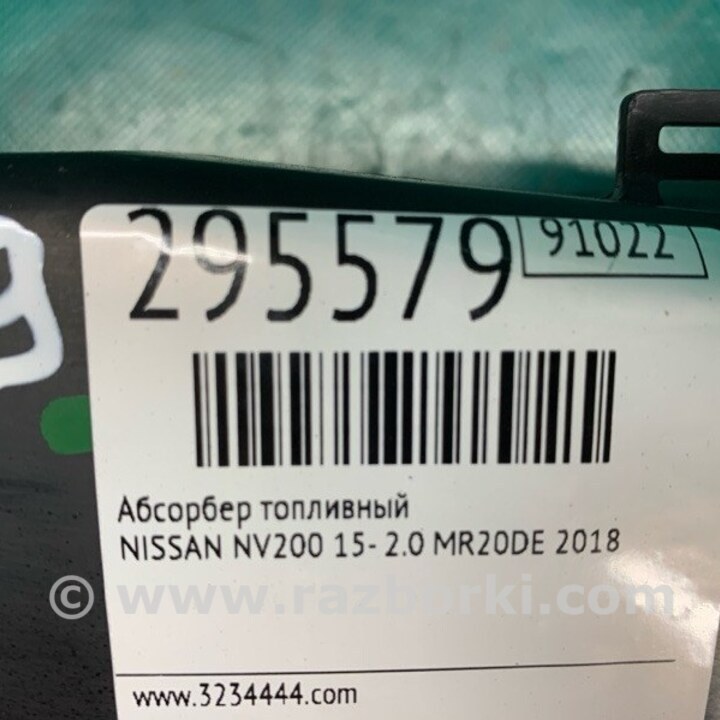 295579 91022
Абсорбер топливный
NISSAN NV200 15- 2.0 MR20DE 2018
© www.razborki.com
www.3234444.com